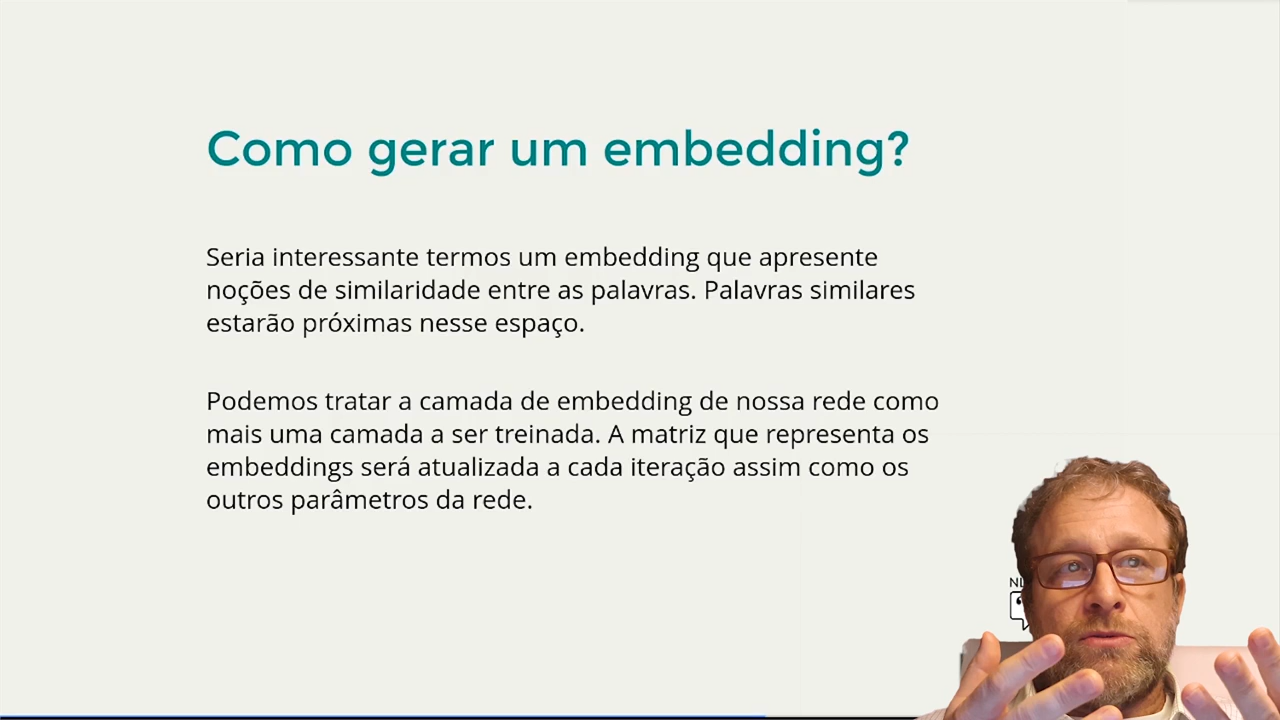 Como gerar um embedding?
Seria interessante termos um embedding que apresente
noções de similaridade entre as palavras. Palavras similares
estarão próximas nesse espaço.
Podemos tratar a camada de embedding de nossa rede como
mais uma camada a ser treinada. A matriz que representa os
embeddings será atualizada a cada iteração assim como os
outros parâmetros da rede.